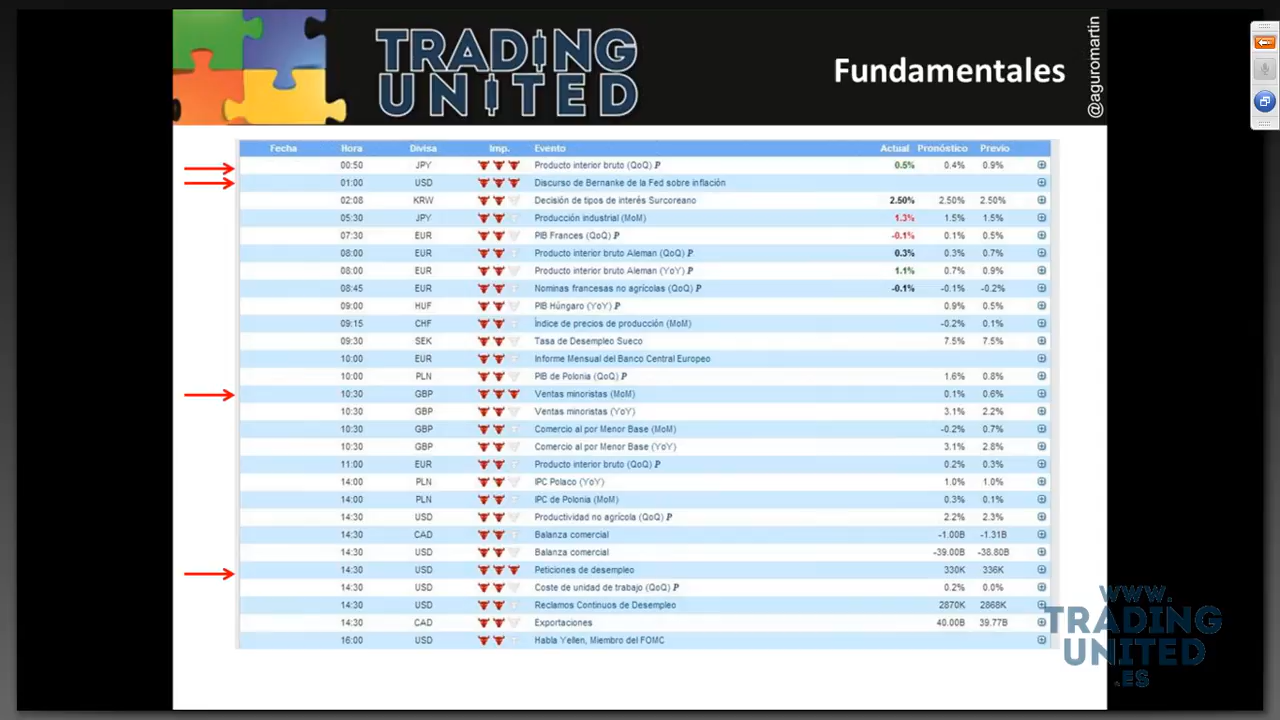 TRADING
UNITED
Fundamentales
@aguromartin
Fecha Hora Divisa Imp. Evento Actual Pronóstico Previo
00:50 JPY Producto interior bruto (QoQ) P 0.5% 0.4% 0.9%
01:00 USD Discurso de Bernanke de la Fed sobre inflación
02:08 KRW Decisión de tipos de interés Surcoreano 2.50% 2.50% 2.50%
05:30 JPY Producción industrial (MoM) 1.3% 1.5% 1.5%
07:30 EUR PIB Frances (QoQ) P -0.1% 0.1% 0.5%
08:00 EUR Producto interior bruto Aleman (QoQ) P 0.3% 0.3% 0.7%
08:00 EUR Producto interior bruto Aleman (YoY) P 1.1% 0.7% 0.9%
08:45 EUR Nominas francesas no agrícolas (QoQ) P -0.1% -0.1% -0.2%
09:00 HUF PIB Húngaro (YoY) P 0.9% 0.5%
09:15 CHF Índice de precios de producción (MoM) -0.2% 0.1%
09:30 SEK Tasa de Desempleo Sueco 7.5% 7.5%
10:00 EUR Informe Mensual del Banco Central Europeo
10:00 PLN PIB de Polonia (QoQ) P 1.6% 0.8%
10:30 GBP Ventas minoristas (MoM) 0.1% 0.6%
10:30 GBP Ventas minoristas (YoY) 3.1% 2.2%
10:30 GBP Comercio al por Menor Base (MoM) -0.2% 0.7%
10:30 GBP Comercio al por Menor Base (YoY) 3.1% 2.8%
11:00 EUR Producto interior bruto (QoQ) P 0.2% 0.3%
14:00 PLN IPC Polaco (YoY) 1.0% 1.0%
14:00 PLN IPC de Polonia (MoM) 0.3% 0.1%
14:30 USD Productividad no agrícola (QoQ) P 2.2% 2.3%
14:30 CAD Balanza comercial -1.00B -1.31B
14:30 USD Balanza comercial -39.00B -38.80B
14:30 USD Peticiones de desempleo 330K 336K
14:30 USD Coste de unidad de trabajo (QoQ) P 0.2% 0.0%
14:30 USD Reclamos Continuos de Desempleo 2870K 2868K
14:30 CAD Exportaciones 40.00B 39.77B
16:00 USD Habla Yellen, Miembro del FOMC
WWW.
TRADING
UNITED
.ES